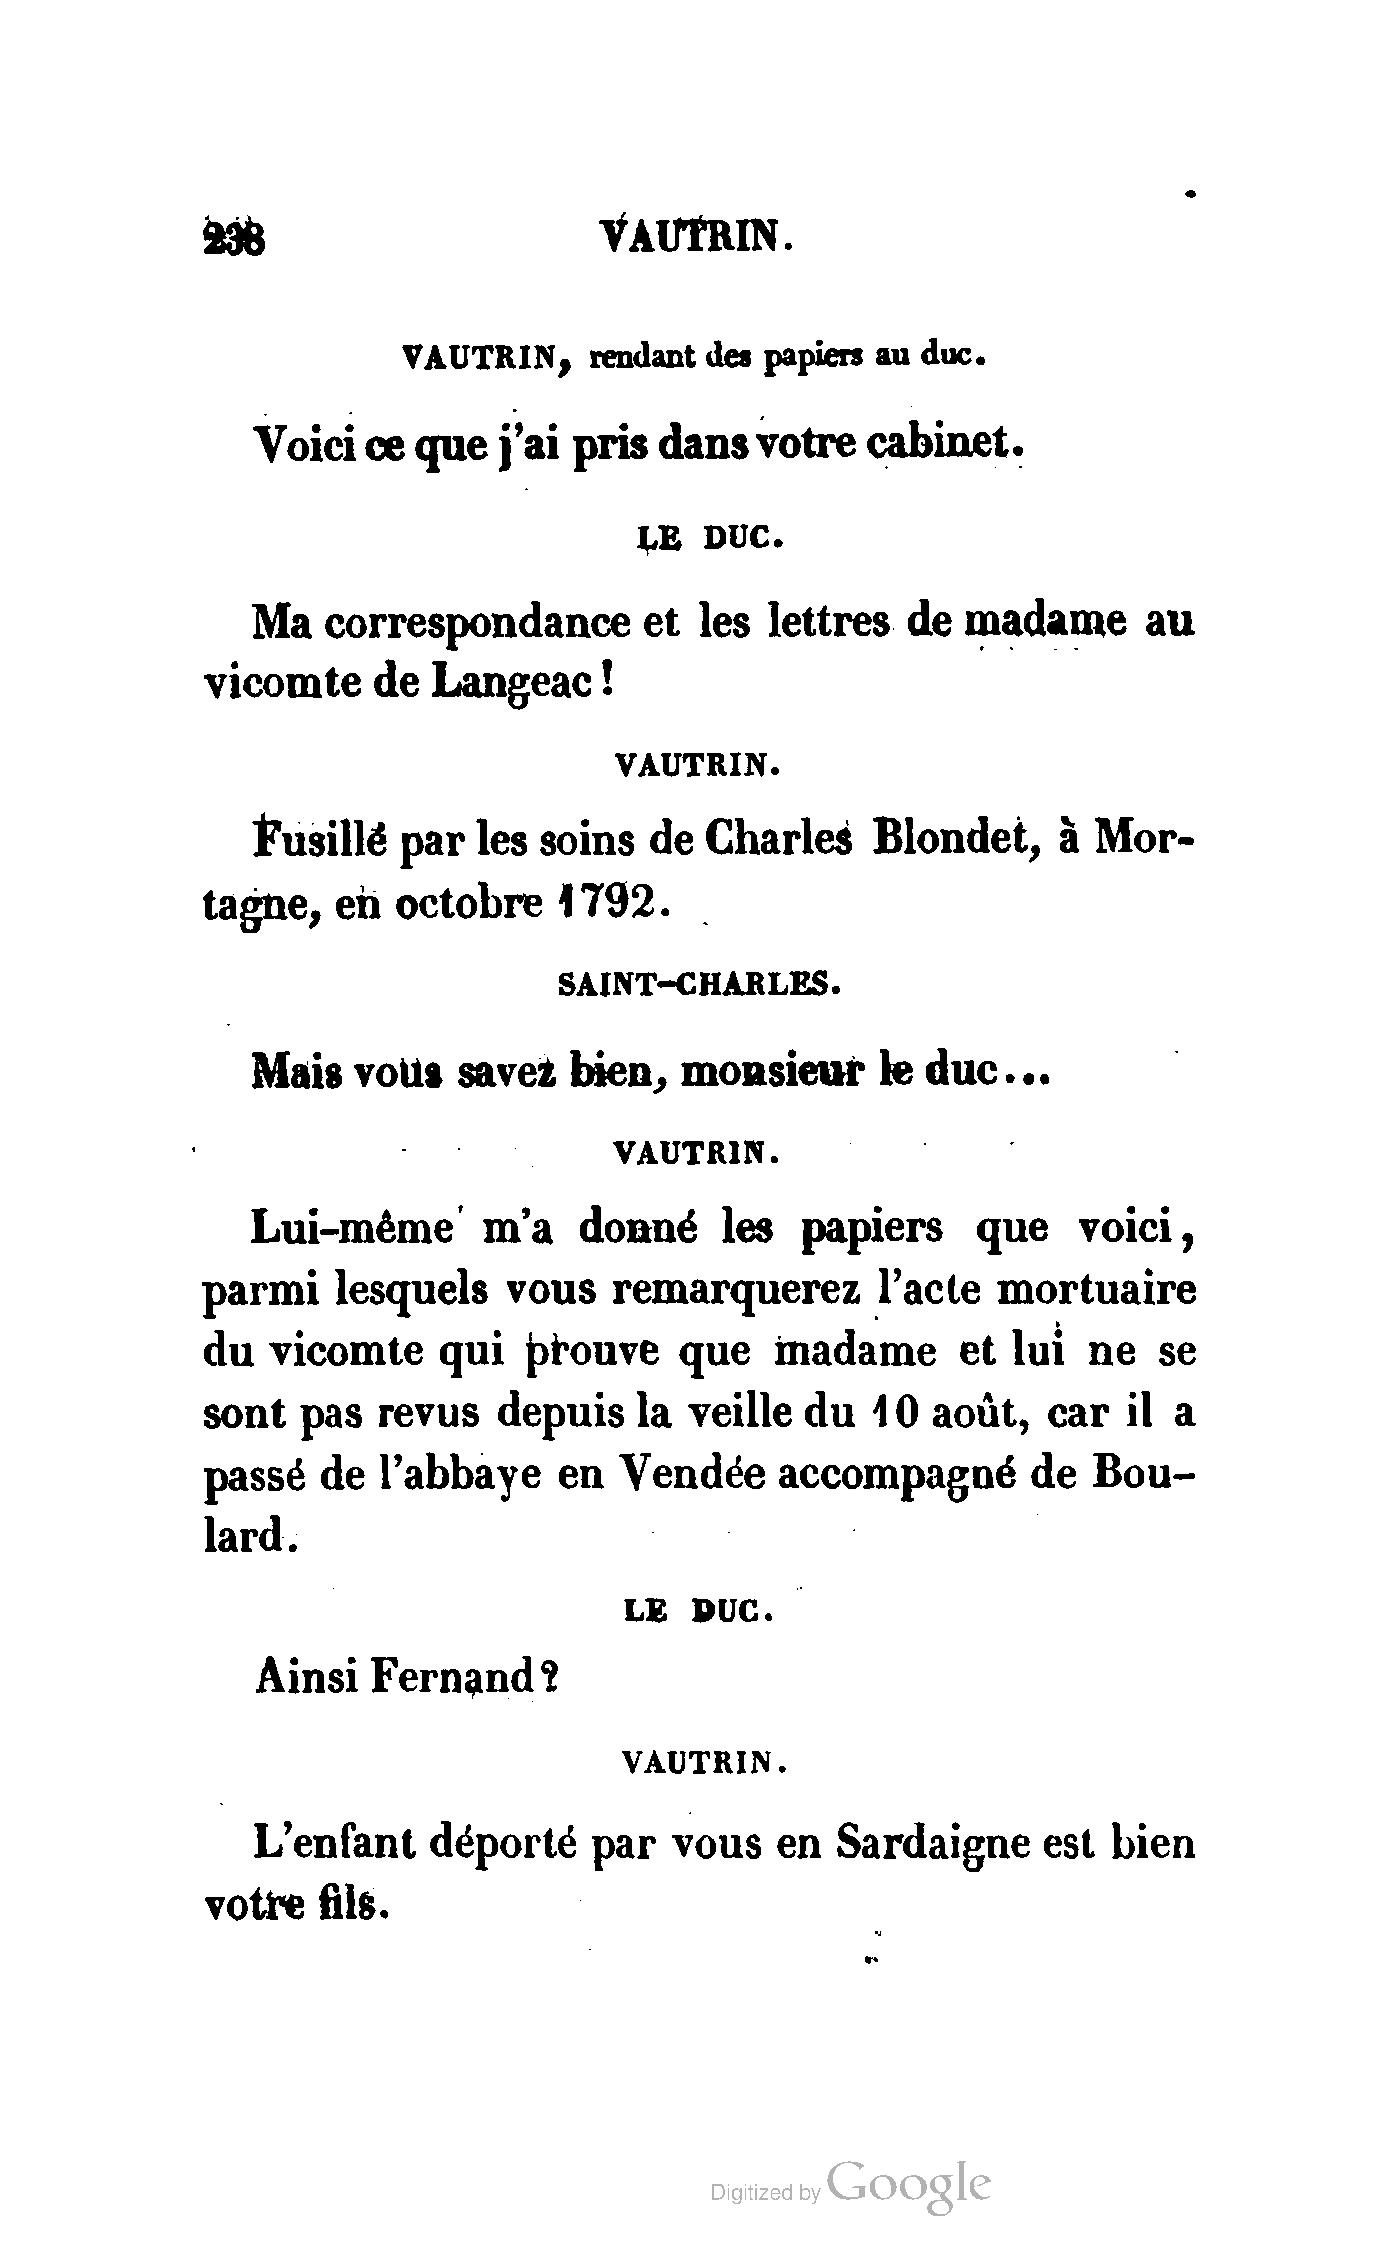 238 VAUTRIN.
VAUTRIN, rendant des papiers au duc.
Voici ce que j'ai pris dans votre cabinet.
LE DUC.
Ma correspondance et les lettres de madame au
vicomte de Langeac !
VAUTRIN.
Fusillé par les soins de Charles Blondet, à Mor-
tagne, en octobre 1792.
SAINT-CHARLES.
Mais vous savez bien, monsieur le duc...
VAUTRIN.
Lui-même m'a donné les papiers que voici,
parmi lesquels vous remarquerez l'acte mortuaire
du vicomte qui prouve que madame et lui ne se
sont pas revus depuis la veille du 10 août, car il a
passé de l'abbaye en Vendée accompagné de Bou-
lard.
LE DUC.
Ainsi Fernand?
VAUTRIN.
L'enfant déporté par vous en Sardaigne est bien
votre fils.
Digitized by Google